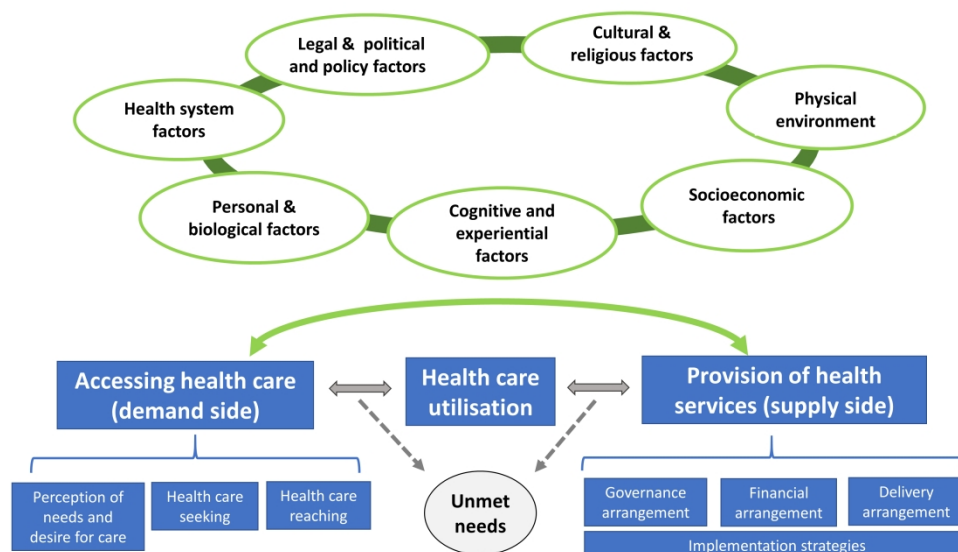 Legal & political
and policy factors
Cultural &
religious factors
Health system
factors
Physical
environment
Personal &
biological factors
Cognitive and
experiential
factors
Socioeconomic
factors
Accessing health care
(demand side)
Health care
utilisation
Provision of health
services (supply side)
Perception of
needs and
desire for care
Health care
seeking
Health care
reaching
Unmet
needs
Governance
arrangement
Financial
arrangement
Delivery
arrangement
Implementation strategies